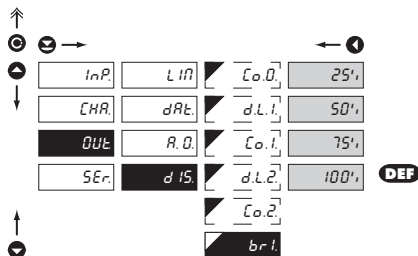 InP. LIN Co.0. 25%
CHA. dAt. d.L.1. 50%
OUt A.O. Co.1. 75%
SEr. dIS. d.L.2. 100% DEF
Co.2.
br1.